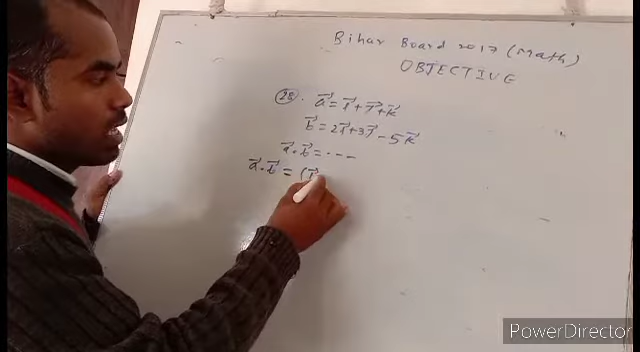 Bihar Board 2017 (Math)
OBJECTIVE
(28). a⃗ = i⃗ + j⃗ + k⃗
b⃗ = 2i⃗ + 3j⃗ - 5k⃗
a⃗ . b⃗ = - - - -
a⃗ . b⃗ = (i⃗
PowerDirector